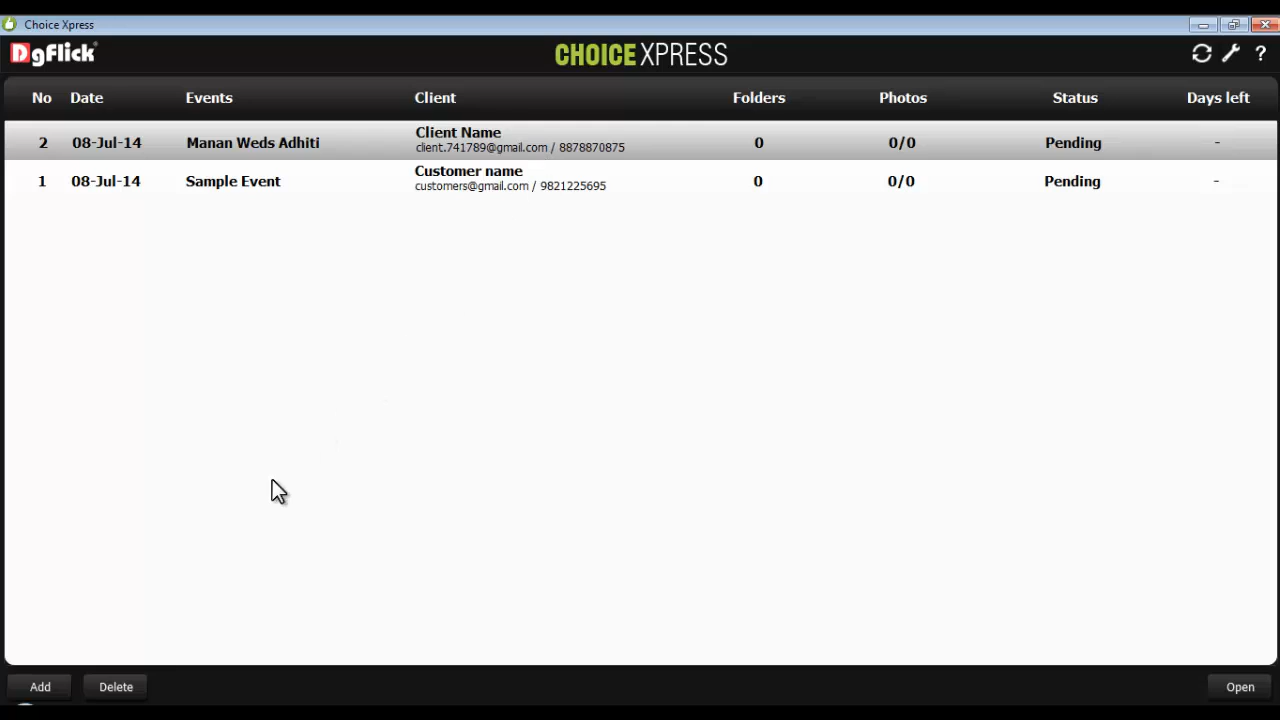 Choice Xpress
DgFlick®
CHOICE XPRESS
?
No Date Events Client Folders Photos Status Days left
2 08-Jul-14 Manan Weds Adhiti Client Name 0 0/0 Pending -
client.741789@gmail.com / 8878870875
1 08-Jul-14 Sample Event Customer name 0 0/0 Pending -
customers@gmail.com / 9821225695
Add Delete Open